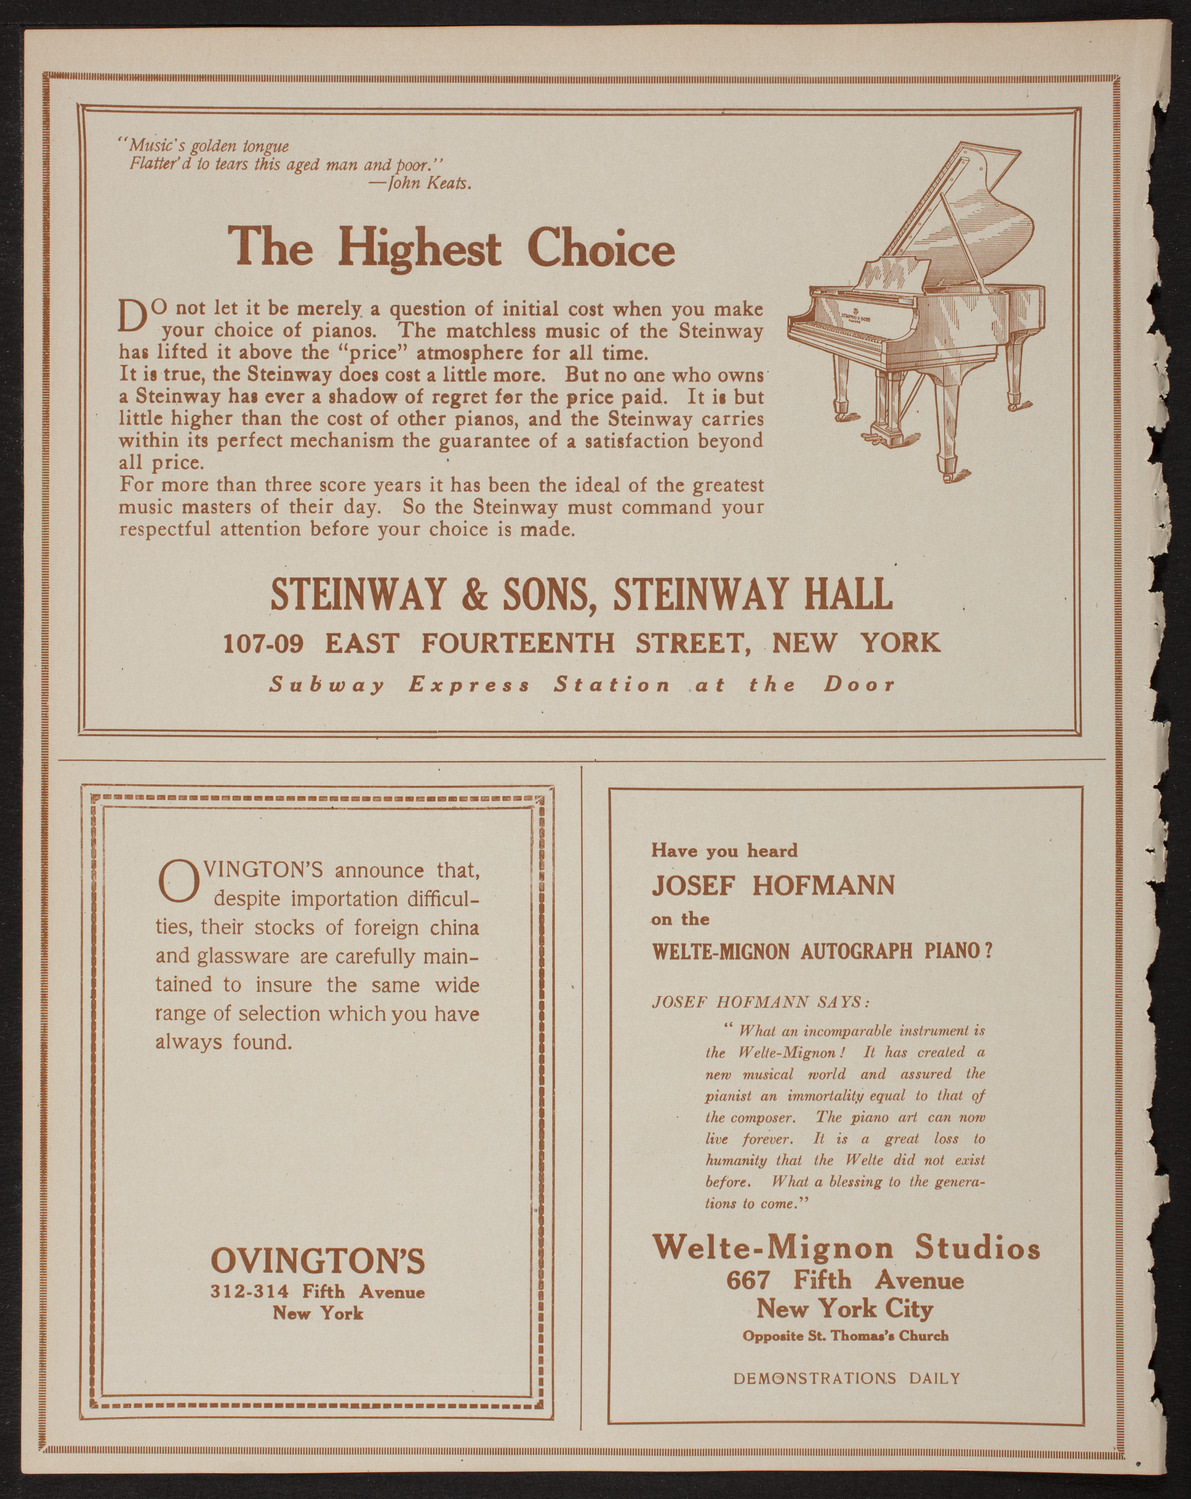 “Music's golden tongue
Flatter'd to tears this aged man and poor.”
—John Keats.
The Highest Choice
DO not let it be merely a question of initial cost when you make
your choice of pianos. The matchless music of the Steinway
has lifted it above the “price” atmosphere for all time.
It is true, the Steinway does cost a little more. But no one who owns
a Steinway has ever a shadow of regret for the price paid. It is but
little higher than the cost of other pianos, and the Steinway carries
within its perfect mechanism the guarantee of a satisfaction beyond
all price.
For more than three score years it has been the ideal of the greatest
music masters of their day. So the Steinway must command your
respectful attention before your choice is made.
STEINWAY & SONS, STEINWAY HALL
107-09 EAST FOURTEENTH STREET, NEW YORK
Subway Express Station at the Door
OVINGTON'S announce that,
despite importation difficul-
ties, their stocks of foreign china
and glassware are carefully main-
tained to insure the same wide
range of selection which you have
always found.
OVINGTON'S
312-314 Fifth Avenue
New York
Have you heard
JOSEF HOFMANN
on the
WELTE-MIGNON AUTOGRAPH PIANO?
JOSEF HOFMANN SAYS:
“What an incomparable instrument is
the Welte-Mignon! It has created a
new musical world and assured the
pianist an immortality equal to that of
the composer. The piano art can now
live forever. It is a great loss to
humanity that the Welte did not exist
before. What a blessing to the genera-
tions to come.”
Welte-Mignon Studios
667 Fifth Avenue
New York City
Opposite St. Thomas's Church
DEMONSTRATIONS DAILY